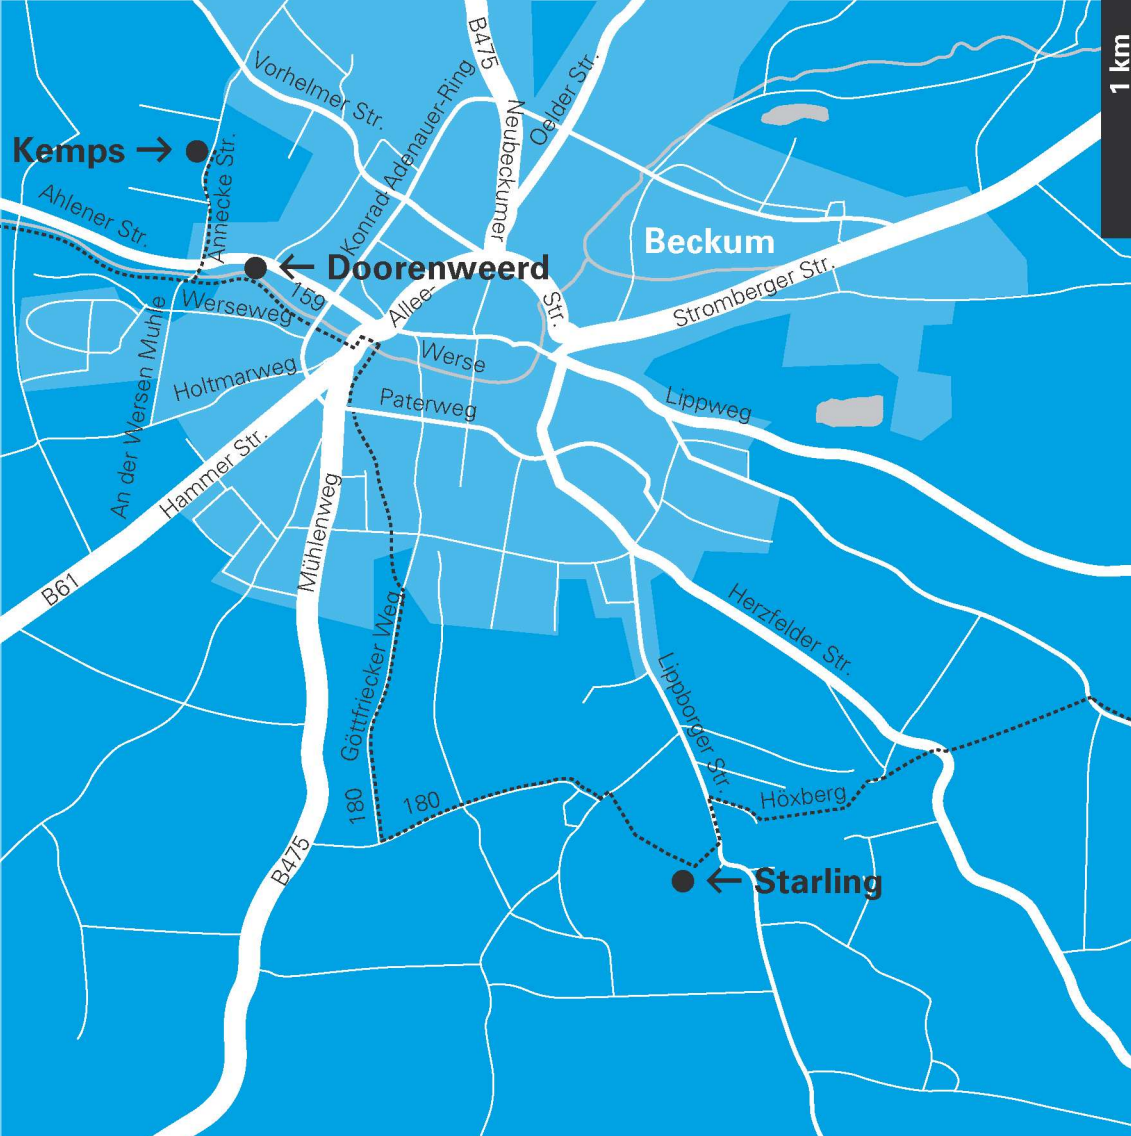 B475
1 km
Vorhelmer Str.
Konrad-Adenauer-Ring
Oelder Str.
Neubeckumer
Kemps →
Annecke Str.
Ahlener Str.
Beckum
← Doorenweerd
Stromberger Str.
159
Allee-
Str.
Werseweg
Werse
An der Wersen Mühle
Holtmarweg
Paterweg
Lippweg
Hammer Str.
Mühlenweg
B61
Göttfriecker Weg
Herzfelder Str.
Lippborger Str.
180
180
Höxberg
B475
← Starling